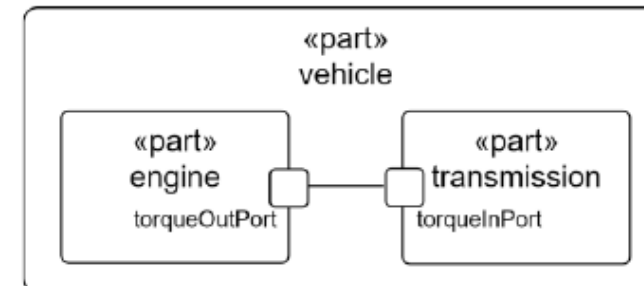 «part»
vehicle
«part»
engine
torqueOutPort
«part»
transmission
torqueInPort